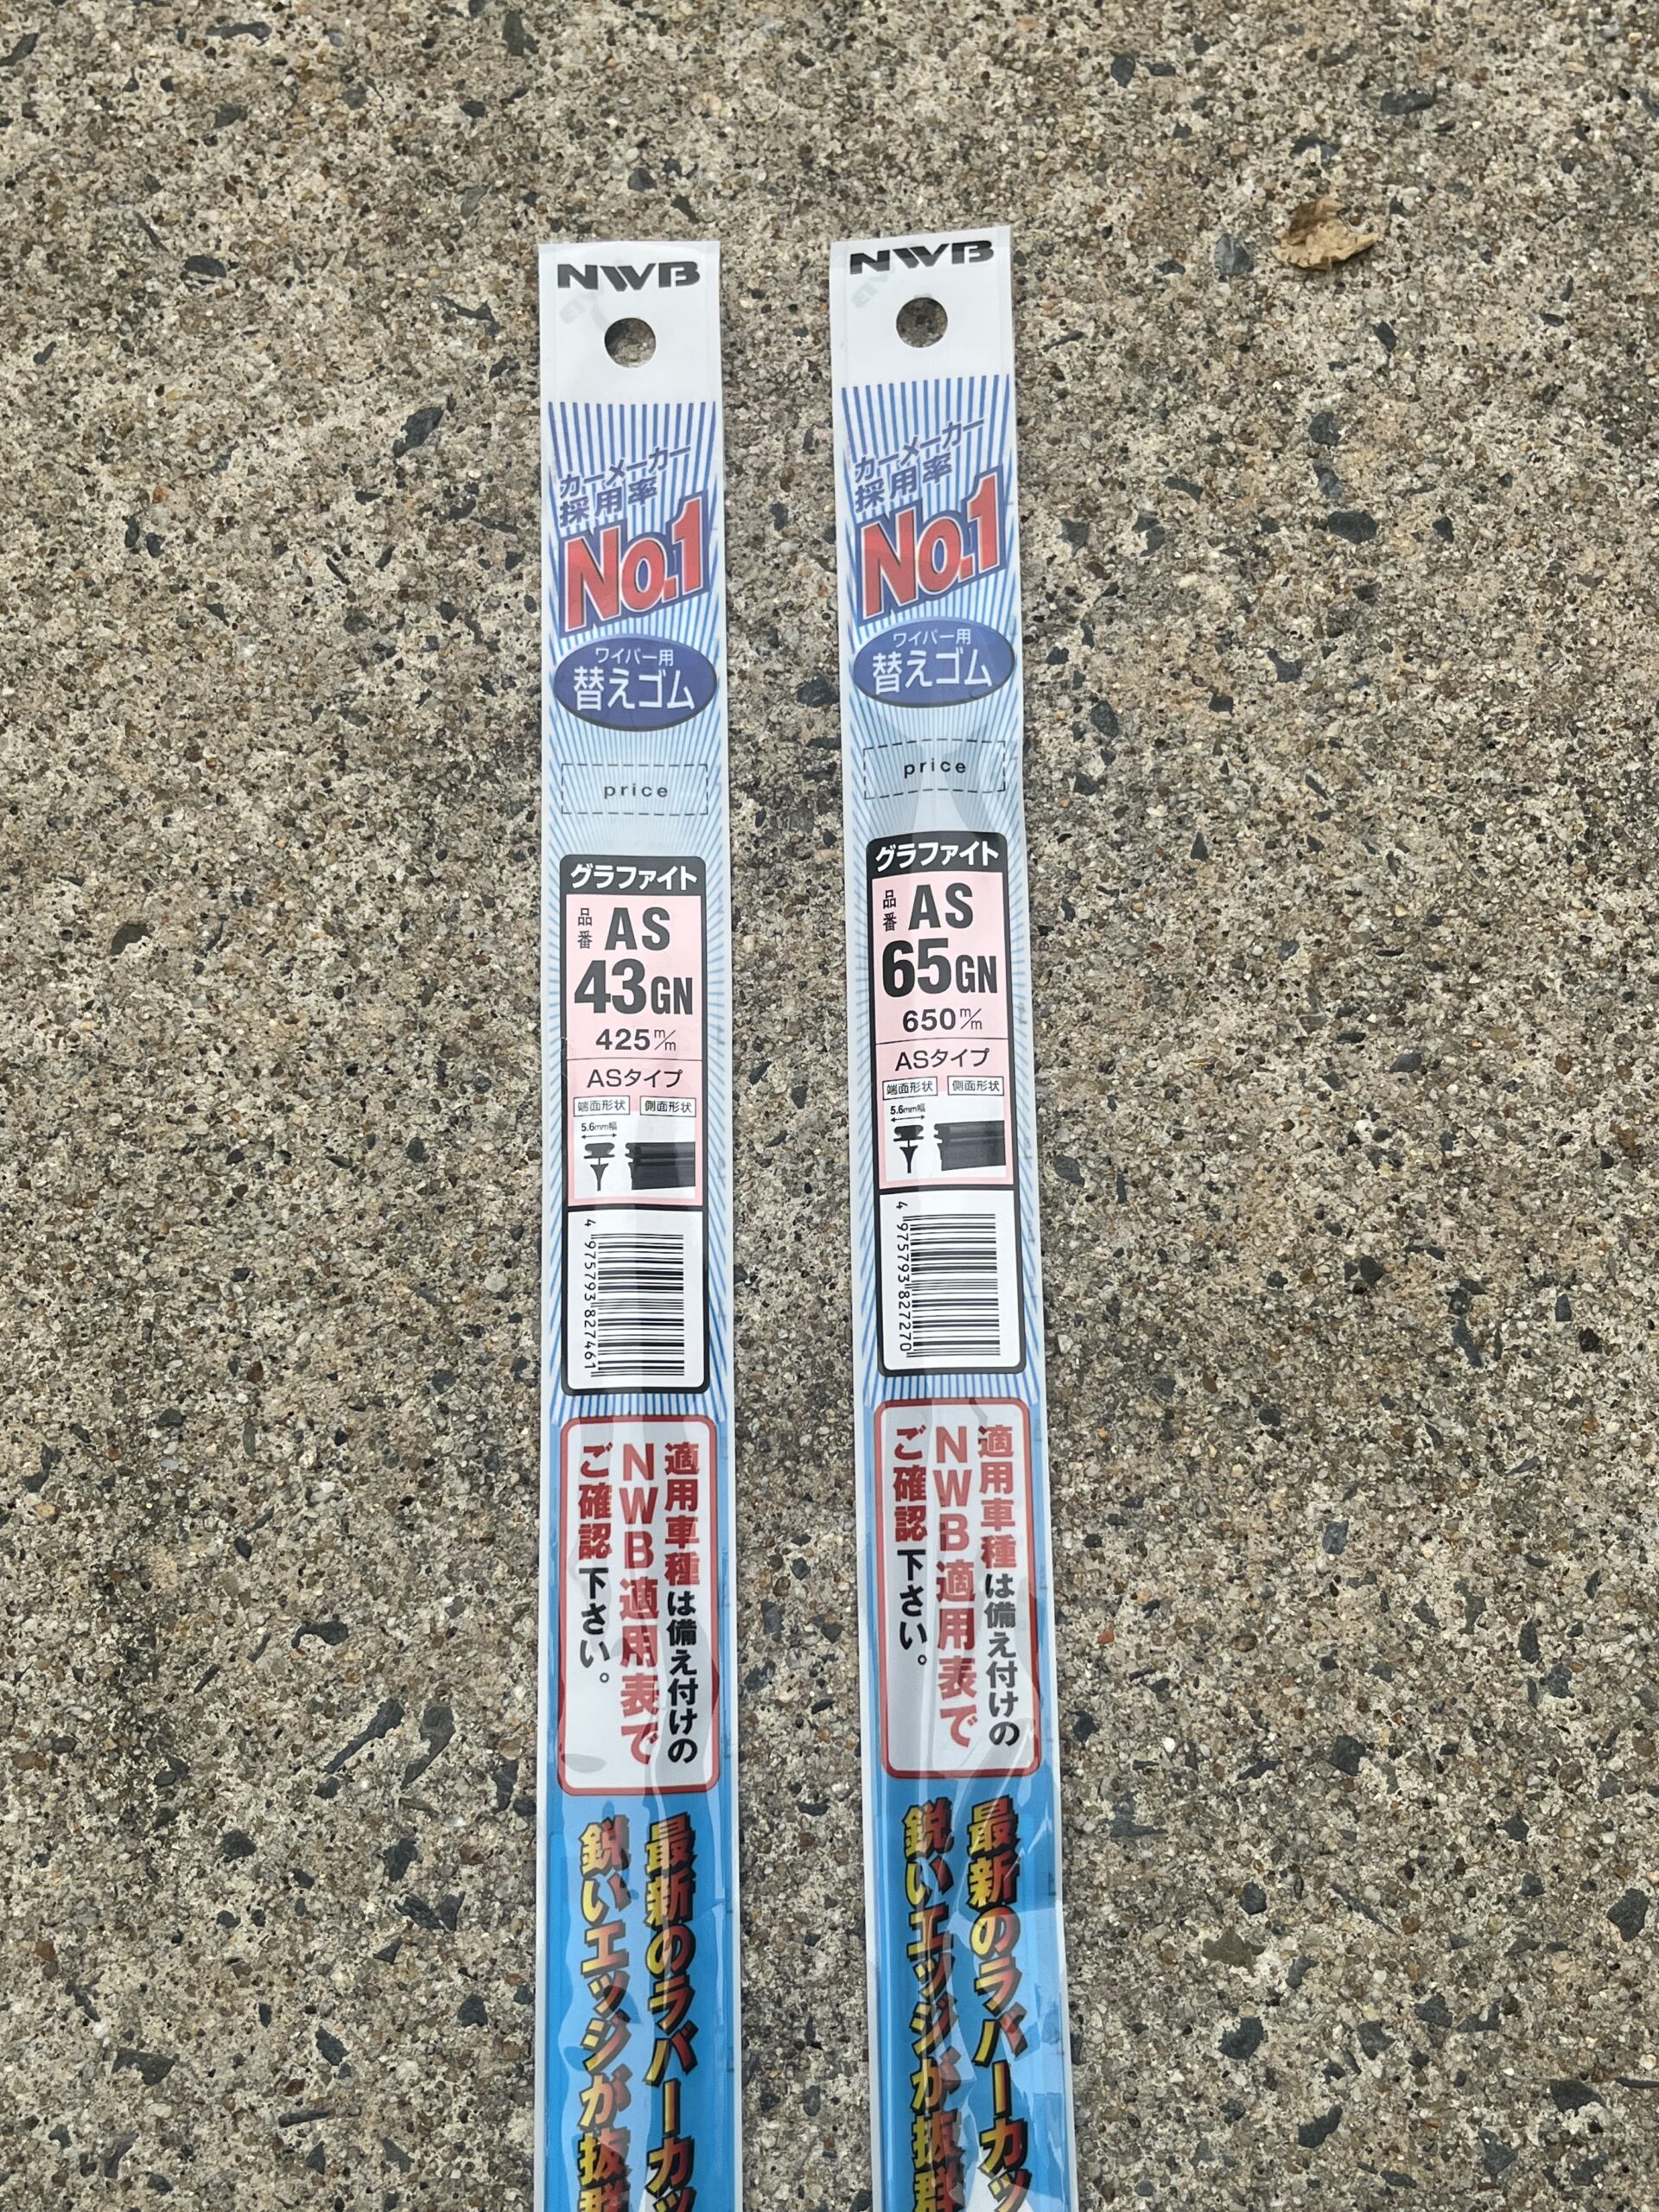 NWB
カーメーカー
採用率
No.1
ワイパー用
替えゴム
price
グラファイト
品番 AS
43GN
425m/m
ASタイプ
端面形状 側面形状
5.6mm幅
4975793827461
適用車種は備え付けの
NWB適用表で
ご確認下さい。
最新のラバーカッ
鋭いエッジが抜群
NWB
カーメーカー
採用率
No.1
ワイパー用
替えゴム
price
グラファイト
品番 AS
65GN
650m/m
ASタイプ
端面形状 側面形状
5.6mm幅
4975793827270
適用車種は備え付けの
NWB適用表で
ご確認下さい。
最新のラバーカッ
鋭いエッジが抜群